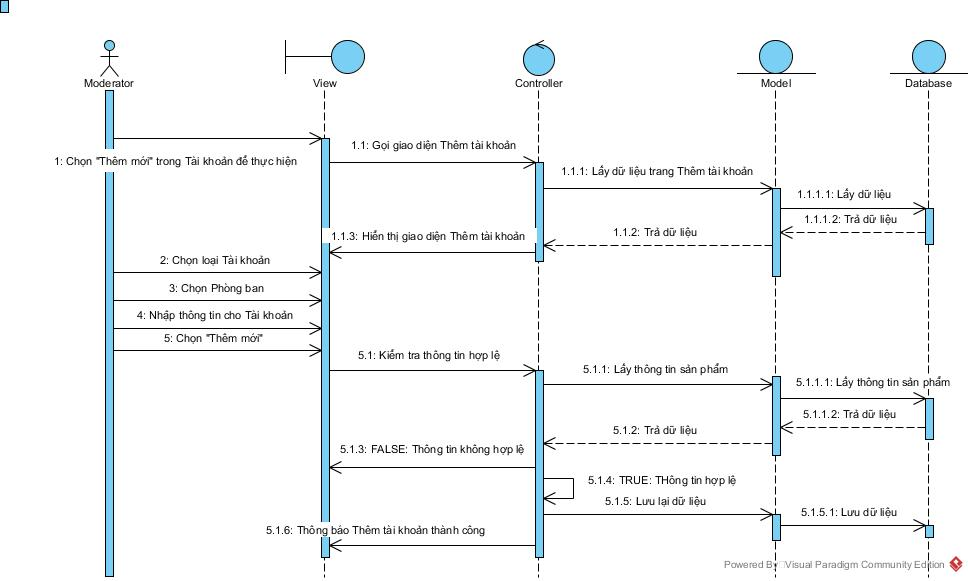 Moderator
View
Controller
Model
Database
1: Chọn "Thêm mới" trong Tài khoản để thực hiện
1.1: Gọi giao diện Thêm tài khoản
1.1.1: Lấy dữ liệu trang Thêm tài khoản
1.1.1.1: Lấy dữ liệu
1.1.1.2: Trả dữ liệu
1.1.2: Trả dữ liệu
1.1.3: Hiển thị giao diện Thêm tài khoản
2: Chọn loại Tài khoản
3: Chọn Phòng ban
4: Nhập thông tin cho Tài khoản
5: Chọn "Thêm mới"
5.1: Kiểm tra thông tin hợp lệ
5.1.1: Lấy thông tin sản phẩm
5.1.1.1: Lấy thông tin sản phẩm
5.1.1.2: Trả dữ liệu
5.1.2: Trả dữ liệu
5.1.3: FALSE: Thông tin không hợp lệ
5.1.4: TRUE: THông tin hợp lệ
5.1.5: Lưu lại dữ liệu
5.1.5.1: Lưu dữ liệu
5.1.6: Thông báo Thêm tài khoản thành công
Powered By Visual Paradigm Community Edition